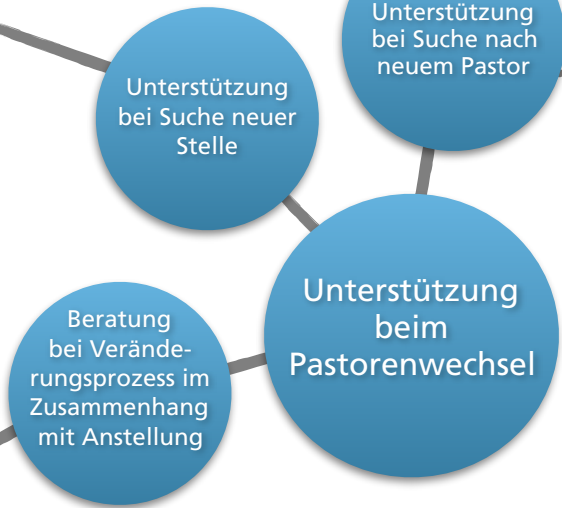 Unterstützung
bei Suche nach
neuem Pastor
Unterstützung
bei Suche neuer
Stelle
Unterstützung
beim
Pastorenwechsel
Beratung
bei Verände-
rungsprozess im
Zusammenhang
mit Anstellung